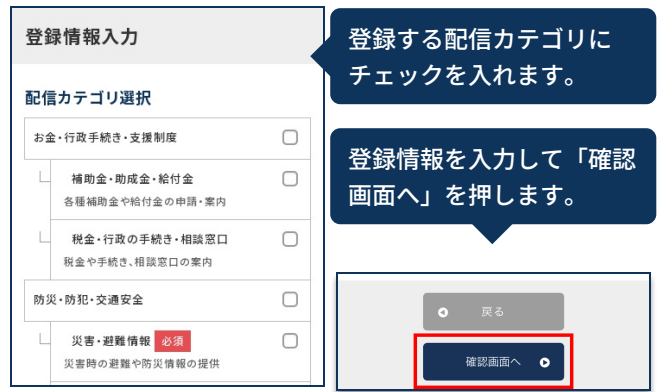 登録情報入力
配信カテゴリ選択
お金・行政手続き・支援制度
補助金・助成金・給付金
各種補助金や給付金の申請・案内
税金・行政の手続き・相談窓口
税金や手続き、相談窓口の案内
防災・防犯・交通安全
災害・避難情報 必須
災害時の避難や防災情報の提供
登録する配信カテゴリに
チェックを入れます。
登録情報を入力して「確認
画面へ」を押します。
戻る
確認画面へ